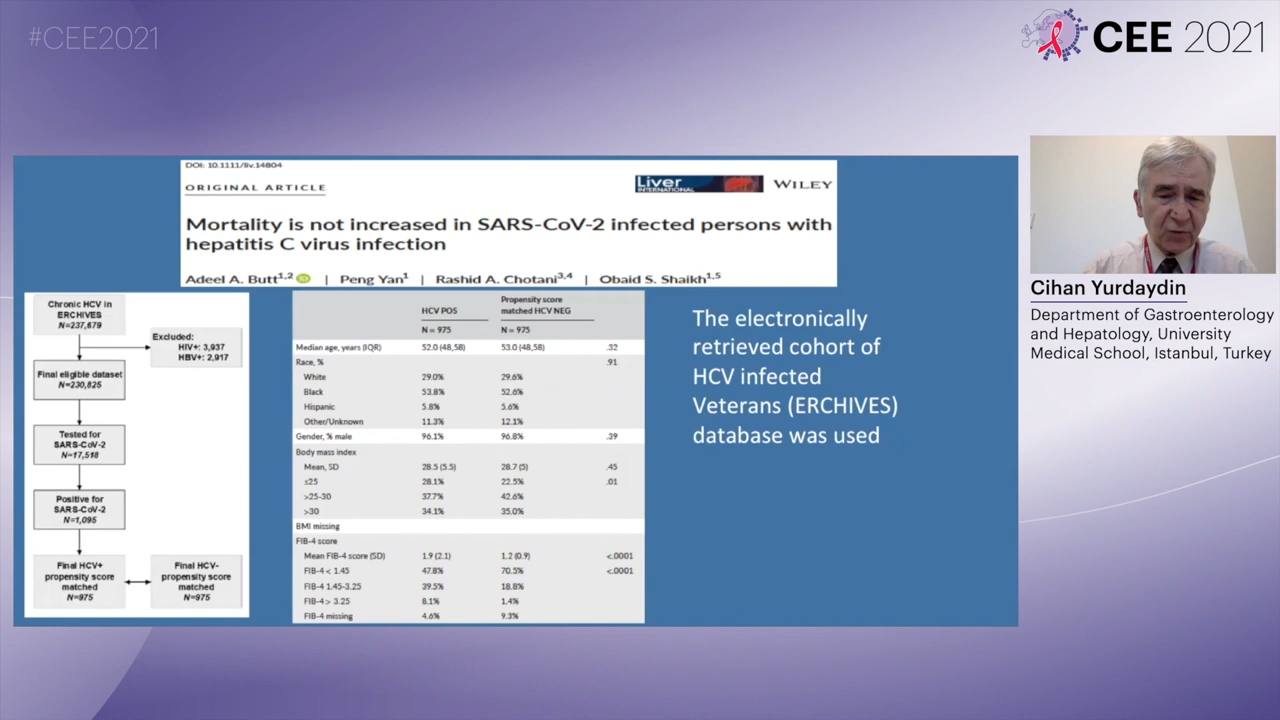 #CEE2021
CEE 2021
DOI: 10.1111/liv.14804
ORIGINAL ARTICLE
Liver
INTERNATIONAL
WILEY
Mortality is not increased in SARS-CoV-2 infected persons with
hepatitis C virus infection
Adeel A. Butt1,2 | Peng Yan1 | Rashid A. Chotani3,4 | Obaid S. Shaikh1,5
Chronic HCV in
ERCHIVES
N=237,679
Excluded:
HIV+: 3,937
HBV+: 2,917
Final eligible dataset
N=230,825
Tested for
SARS-CoV-2
N=17,518
Positive for
SARS-CoV-2
N=1,095
Final HCV+
propensity score
matched
N=975
Final HCV-
propensity score
matched
N=975
HCV POS
Propensity score
matched HCV NEG
N = 975 N = 975
Median age, years (IQR) 52.0 (48,58) 53.0 (48,58) .32
Race, % .91
White 29.0% 29.6%
Black 53.8% 52.6%
Hispanic 5.8% 5.6%
Other/Unknown 11.3% 12.1%
Gender, % male 96.1% 96.8% .39
Body mass index
Mean, SD 28.5 (5.5) 28.7 (5) .45
≤25 28.1% 22.5% .01
>25-30 37.7% 42.6%
>30 34.1% 35.0%
BMI missing
FIB-4 score
Mean FIB-4 score (SD) 1.9 (2.1) 1.2 (0.9) <.0001
FIB-4 < 1.45 47.8% 70.5% <.0001
FIB-4 1.45-3.25 39.5% 18.8%
FIB-4 > 3.25 8.1% 1.4%
FIB-4 missing 4.6% 9.3%
The electronically
retrieved cohort of
HCV infected
Veterans (ERCHIVES)
database was used
Cihan Yurdaydin
Department of Gastroenterology
and Hepatology, University
Medical School, Istanbul, Turkey